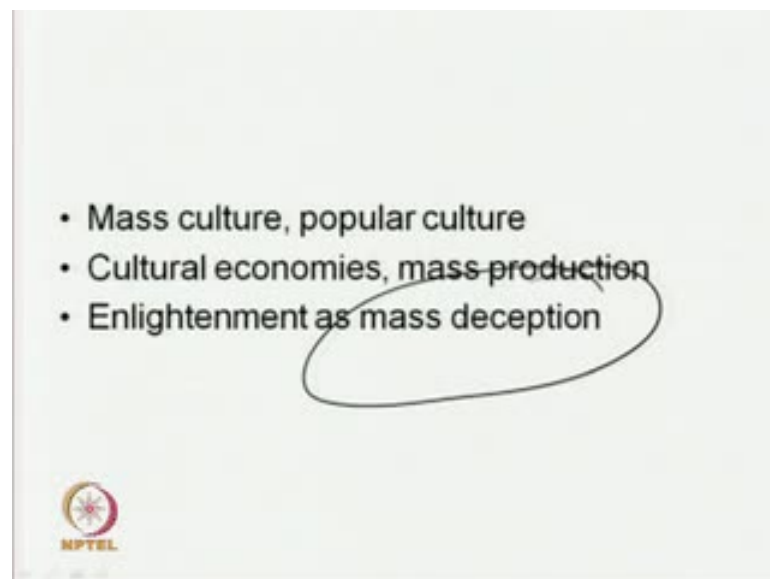 • Mass culture, popular culture
• Cultural economies, mass production
• Enlightenment as mass deception
NPTEL